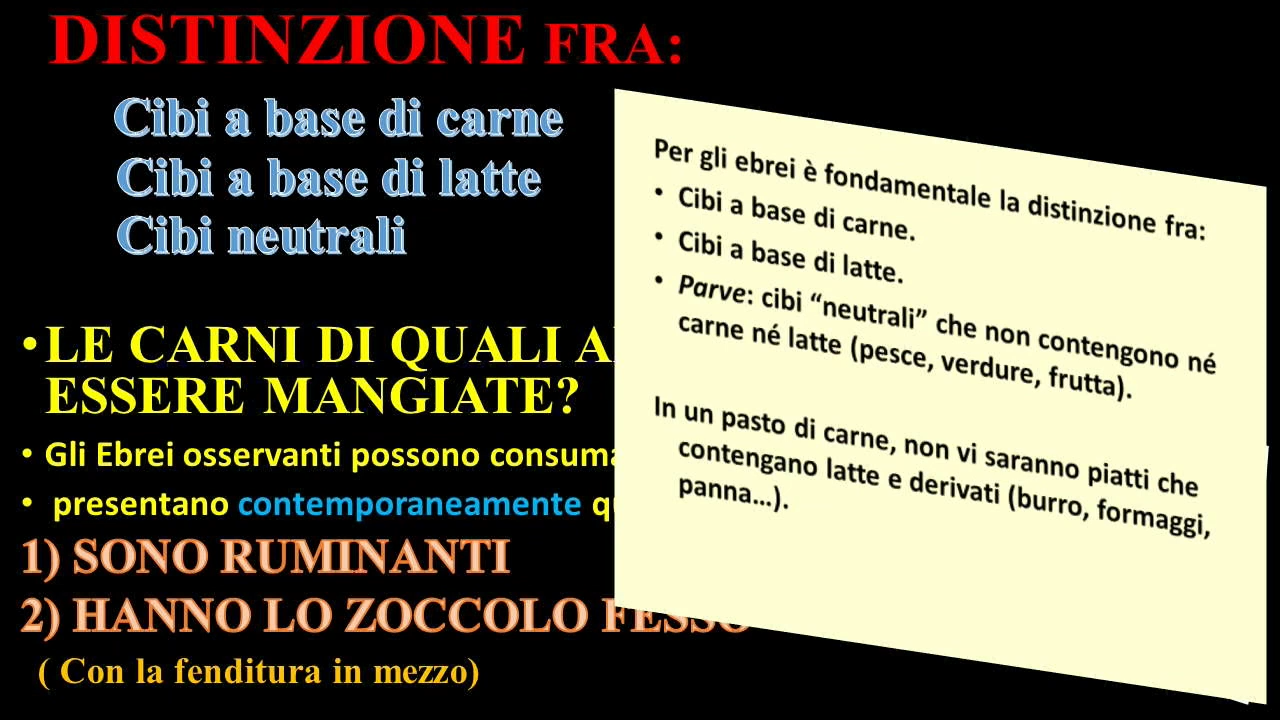 DISTINZIONE FRA:
Cibi a base di carne
Cibi a base di latte
Cibi neutrali
• LE CARNI DI QUALI
ESSERE MANGIATE?
• Gli Ebrei osservanti possono
• presentano contemporaneamente
1) SONO RUMINANTI
2) HANNO LO ZOCCOLO FESSO
( Con la fenditura in mezzo)
Per gli ebrei è fondamentale la distinzione fra:
• Cibi a base di carne.
• Cibi a base di latte.
• Parve: cibi “neutrali” che non contengono né
carne né latte (pesce, verdure, frutta).
In un pasto di carne, non vi saranno piatti che
contengano latte e derivati (burro, formaggi,
panna…).